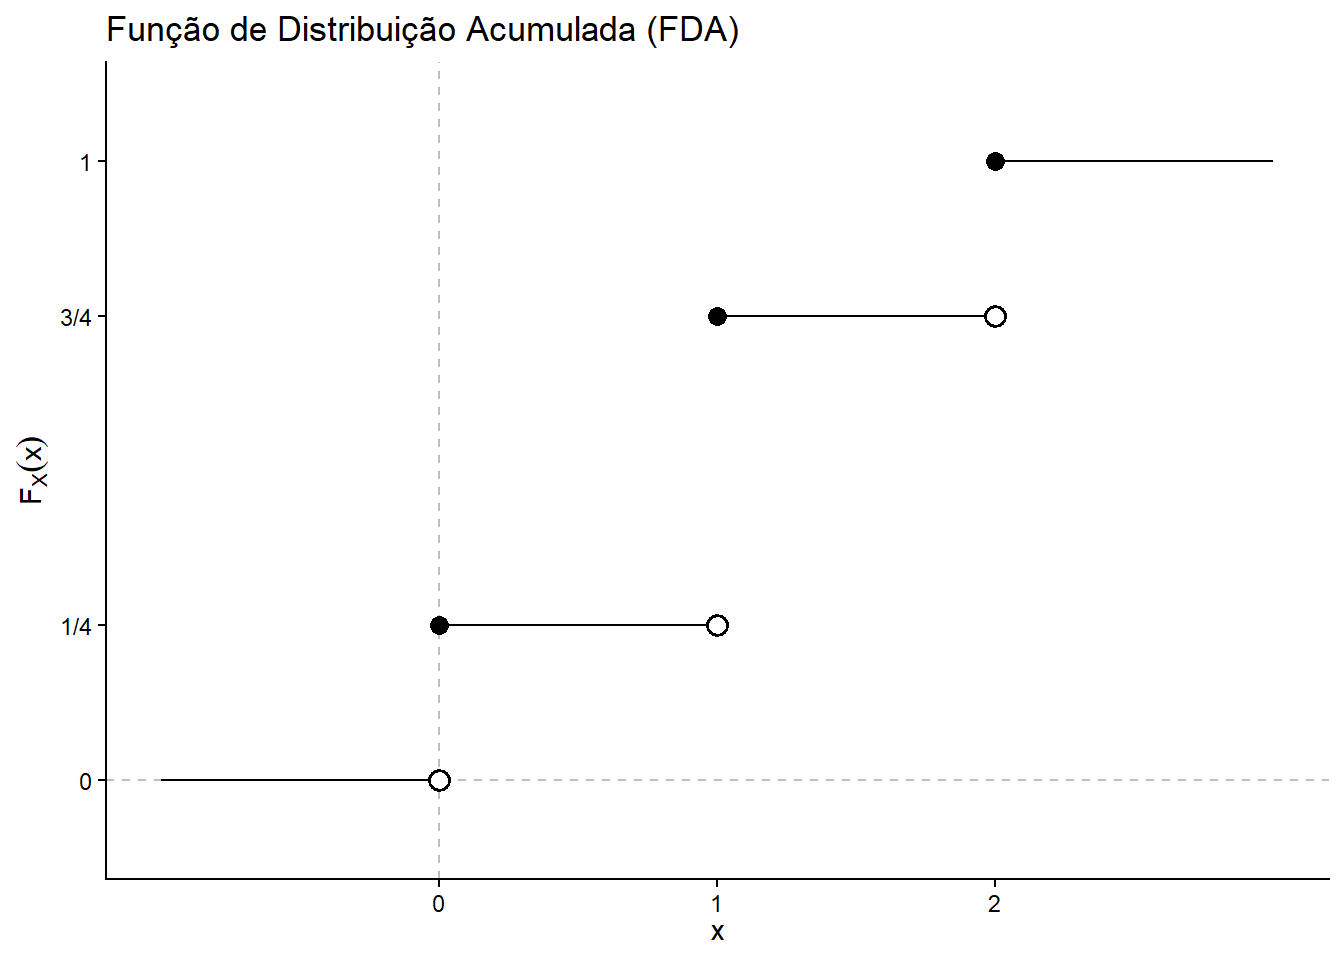 Função de Distribuição Acumulada (FDA)
1
3/4
F_X(x)
1/4
0
0 1 2
x